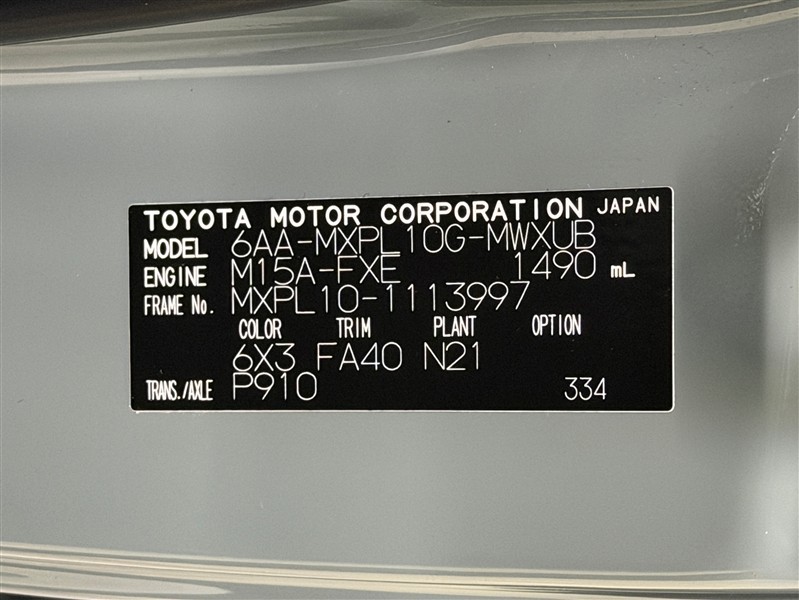 TOYOTA MOTOR CORPORATION JAPAN
MODEL 6AA-MXPL10G-MWXUB
ENGINE M15A-FXE 1490 mL
FRAME No. MXPL10-1113997
COLOR TRIM PLANT OPTION
6X3 FA40 N21
TRANS./AXLE P910 334